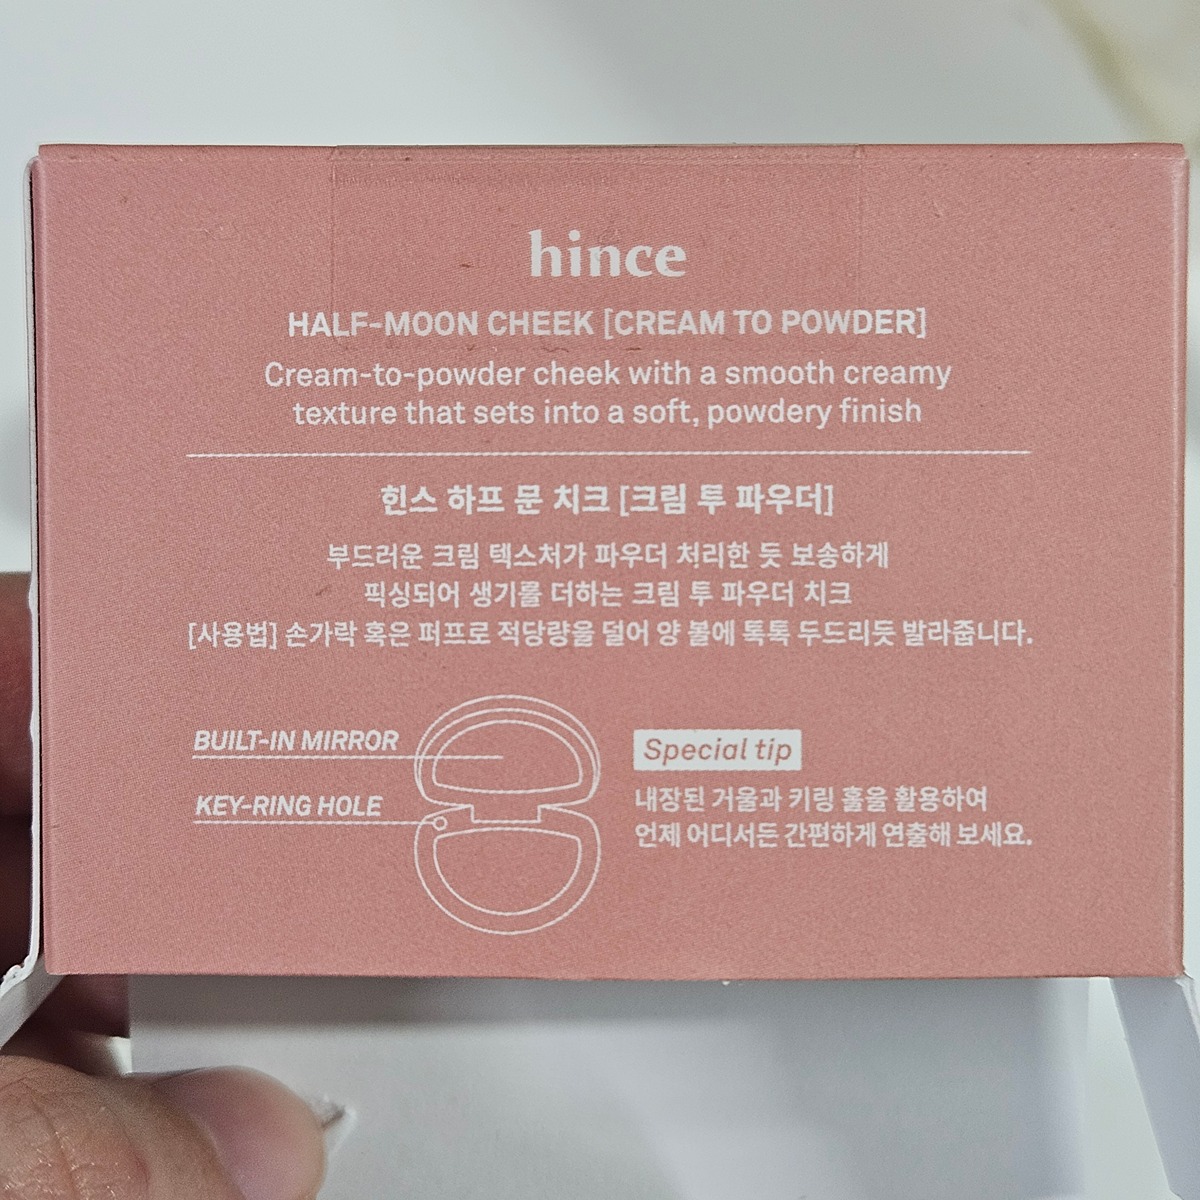 hince
HALF-MOON CHEEK [CREAM TO POWDER]
Cream-to-powder cheek with a smooth creamy
texture that sets into a soft, powdery finish
힌스 하프 문 치크 [크림 투 파우더]
부드러운 크림 텍스처가 파우더 처리한 듯 보송하게
픽싱되어 생기를 더하는 크림 투 파우더 치크
[사용법] 손가락 혹은 퍼프로 적당량을 덜어 양 볼에 톡톡 두드리듯 발라줍니다.
BUILT-IN MIRROR
KEY-RING HOLE
Special tip
내장된 거울과 키링 홀을 활용하여
언제 어디서든 간편하게 연출해 보세요.